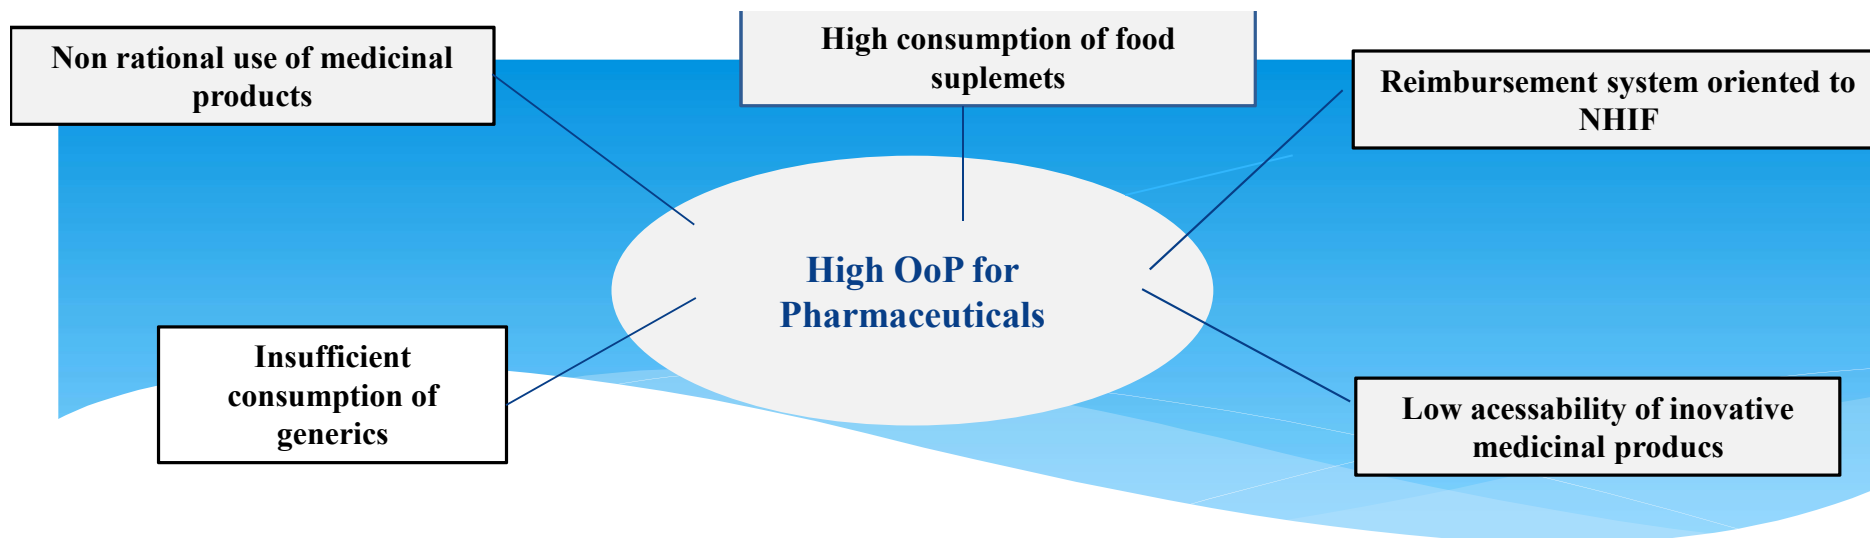 Non rational use of medicinal
products
High consumption of food
suplemets
Reimbursement system oriented to
NHIF
High OoP for
Pharmaceuticals
Insufficient
consumption of
generics
Low acessability of inovative
medicinal producs